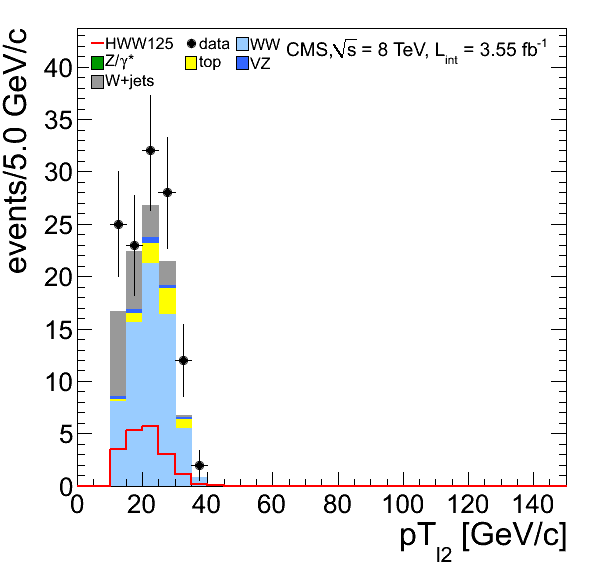 HWW125 data WW
Z/γ* top VZ
W+jets
CMS,√s = 8 TeV, L_int = 3.55 fb⁻¹
events/5.0 GeV/c
40
35
30
25
20
15
10
5
0
0 20 40 60 80 100 120 140
pT_l2 [GeV/c]